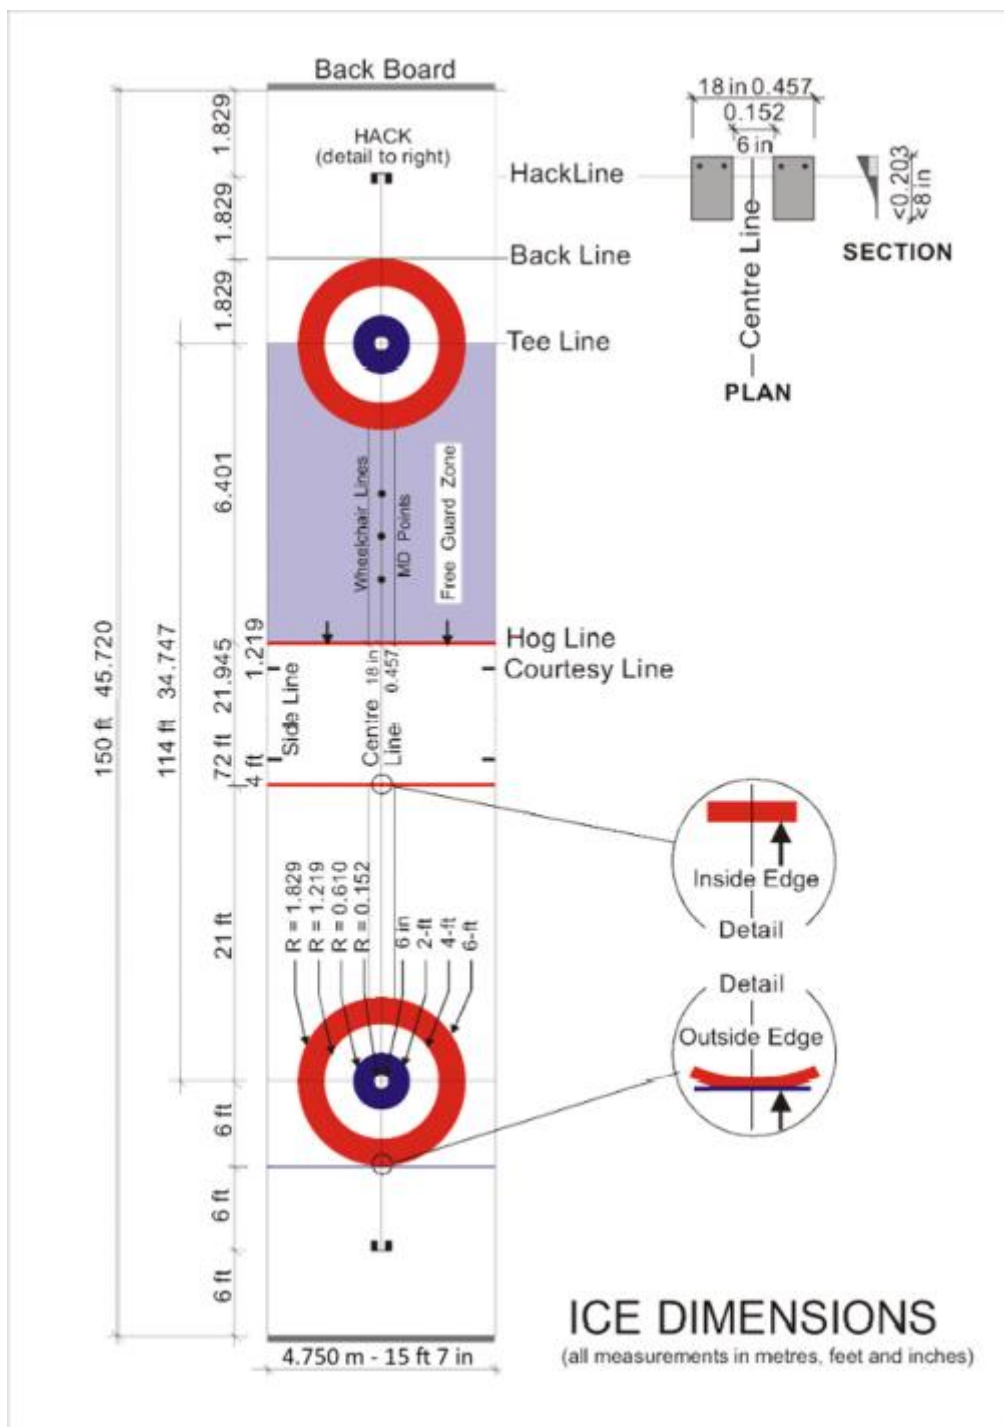 Back Board
18 in 0.457
0.152
6 in
1.829
HACK
(detail to right)
HackLine
<0.203
<8 in
1.829
Back Line
Centre Line
SECTION
1.829
Tee Line
PLAN
6.401
Wheelchair Lines
MD Points
Free Guard Zone
Hog Line
Courtesy Line
150 ft 45.720
114 ft 34.747
72 ft 21.945
4 ft 1.219
Side Line
Centre 18 in
Line 0.457
Inside Edge
Detail
21 ft
R = 1.829
R = 1.219
R = 0.610
R = 0.152
6 in
2-ft
4-ft
6-ft
Detail
Outside Edge
6 ft
6 ft
6 ft
ICE DIMENSIONS
(all measurements in metres, feet and inches)
4.750 m - 15 ft 7 in